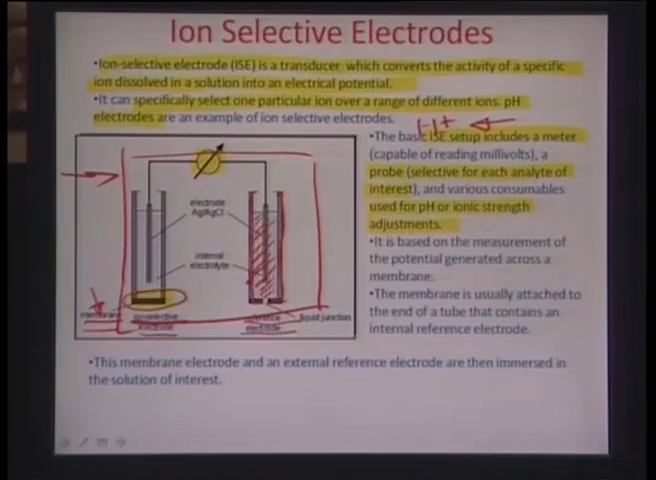 Ion Selective Electrodes
•Ion-selective electrode (ISE) is a transducer which converts the activity of a specific
ion dissolved in a solution into an electrical potential.
•It can specifically select one particular ion over a range of different ions. pH
electrodes are an example of ion selective electrodes.
H+
•The basic ISE setup includes a meter
(capable of reading millivolts), a
probe (selective for each analyte of
interest), and various consumables
used for pH or ionic strength
adjustments.
•It is based on the measurement of
the potential generated across a
membrane.
•The membrane is usually attached to
the end of a tube that contains an
internal reference electrode.
electrode
Ag/AgCl
internal
electrolyte
membrane
ionselective
electrode
reference
electrode
liquid junction
•This membrane electrode and an external reference electrode are then immersed in
the solution of interest.